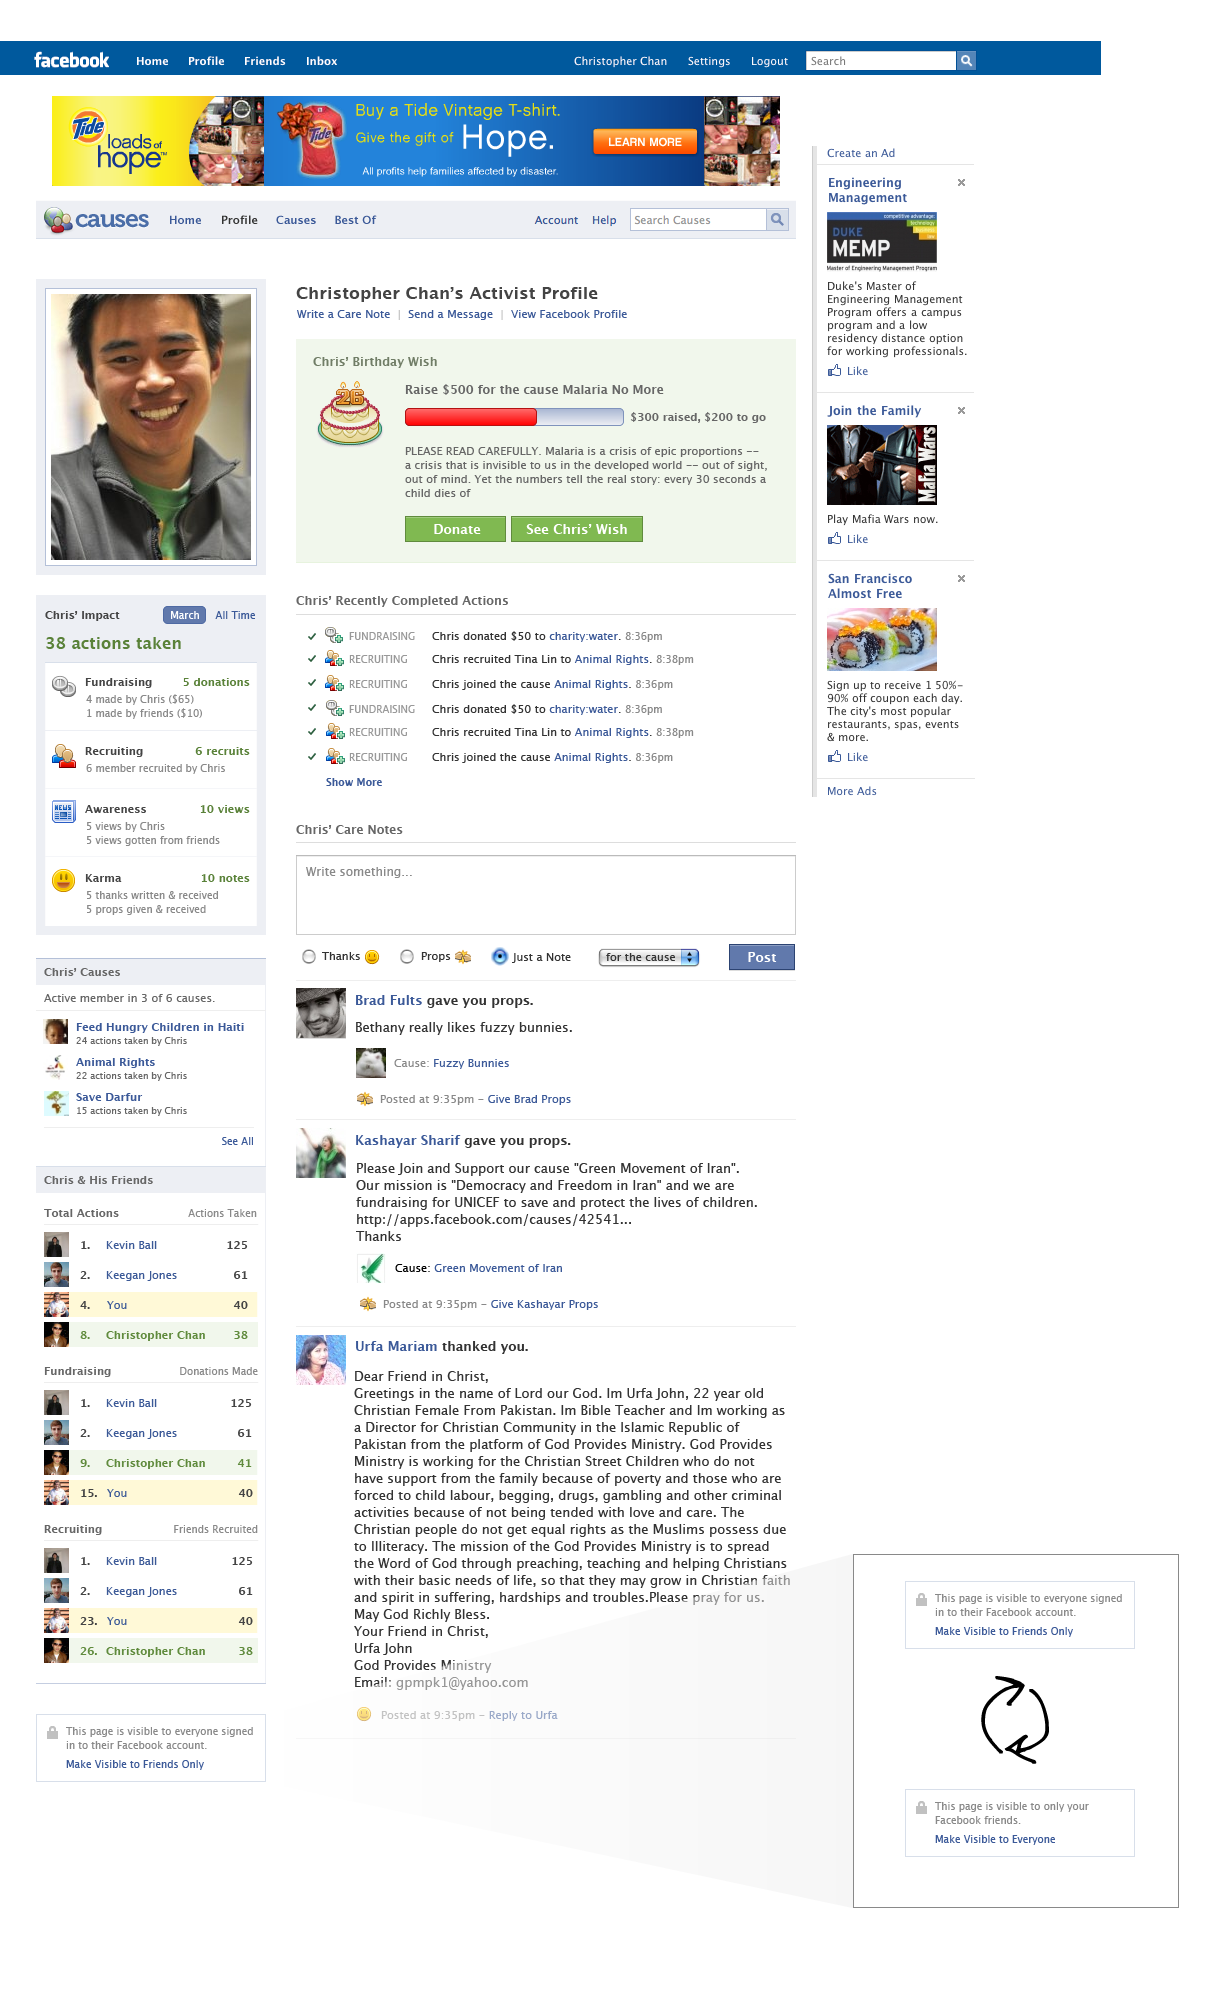 facebook Home Profile Friends Inbox Christopher Chan Settings Logout Search
Tide
loads of
hope™
Buy a Tide Vintage T-shirt.
Give the gift of Hope.
LEARN MORE
All profits help families affected by disaster.
causes Home Profile Causes Best Of Account Help Search Causes
Chris' Impact March All Time
38 actions taken
Fundraising 5 donations
4 made by Chris ($65)
1 made by friends ($10)
Recruiting 6 recruits
6 member recruited by Chris
NEWS
Awareness 10 views
5 views by Chris
5 views gotten from friends
Karma 10 notes
5 thanks written & received
5 props given & received
Chris' Causes
Active member in 3 of 6 causes.
Feed Hungry Children in Haiti
24 actions taken by Chris
Animal Rights
22 actions taken by Chris
Save Darfur
15 actions taken by Chris
See All
Chris & His Friends
Total Actions Actions Taken
1. Kevin Ball 125
2. Keegan Jones 61
4. You 40
8. Christopher Chan 38
Fundraising Donations Made
1. Kevin Ball 125
2. Keegan Jones 61
9. Christopher Chan 41
15. You 40
Recruiting Friends Recruited
1. Kevin Ball 125
2. Keegan Jones 61
23. You 40
26. Christopher Chan 38
This page is visible to everyone signed
in to their Facebook account.
Make Visible to Friends Only
Christopher Chan's Activist Profile
Write a Care Note | Send a Message | View Facebook Profile
Chris' Birthday Wish
26
Raise $500 for the cause Malaria No More
$300 raised, $200 to go
PLEASE READ CAREFULLY. Malaria is a crisis of epic proportions --
a crisis that is invisible to us in the developed world -- out of sight,
out of mind. Yet the numbers tell the real story: every 30 seconds a
child dies of
Donate See Chris' Wish
Chris' Recently Completed Actions
FUNDRAISING Chris donated $50 to charity:water. 8:36pm
RECRUITING Chris recruited Tina Lin to Animal Rights. 8:38pm
RECRUITING Chris joined the cause Animal Rights. 8:36pm
FUNDRAISING Chris donated $50 to charity:water. 8:36pm
RECRUITING Chris recruited Tina Lin to Animal Rights. 8:38pm
RECRUITING Chris joined the cause Animal Rights. 8:36pm
Show More
Chris' Care Notes
Write something...
Thanks Props Just a Note for the cause Post
Brad Fults gave you props.
Bethany really likes fuzzy bunnies.
Cause: Fuzzy Bunnies
Posted at 9:35pm – Give Brad Props
Kashayar Sharif gave you props.
Please Join and Support our cause "Green Movement of Iran".
Our mission is "Democracy and Freedom in Iran" and we are
fundraising for UNICEF to save and protect the lives of children.
http://apps.facebook.com/causes/42541...
Thanks
Cause: Green Movement of Iran
Posted at 9:35pm – Give Kashayar Props
Urfa Mariam thanked you.
Dear Friend in Christ,
Greetings in the name of Lord our God. Im Urfa John, 22 year old
Christian Female From Pakistan. Im Bible Teacher and Im working as
a Director for Christian Community in the Islamic Republic of
Pakistan from the platform of God Provides Ministry. God Provides
Ministry is working for the Christian Street Children who do not
have support from the family because of poverty and those who are
forced to child labour, begging, drugs, gambling and other criminal
activities because of not being tended with love and care. The
Christian people do not get equal rights as the Muslims possess due
to Illiteracy. The mission of the God Provides Ministry is to spread
the Word of God through preaching, teaching and helping Christians
with their basic needs of life, so that they may grow in Christian faith
and spirit in suffering, hardships and troubles.Please pray for us.
May God Richly Bless.
Your Friend in Christ,
Urfa John
God Provides Ministry
Email: gpmpk1@yahoo.com
Posted at 9:35pm – Reply to Urfa
Create an Ad
Engineering
Management
competitive advantage:
technology
business
law
DUKE
MEMP
Master of Engineering Management Program
Duke's Master of
Engineering Management
Program offers a campus
program and a low
residency distance option
for working professionals.
Like
Join the Family
Mafia Wars
Play Mafia Wars now.
Like
San Francisco
Almost Free
Sign up to receive 1 50%-
90% off coupon each day.
The city's most popular
restaurants, spas, events
& more.
Like
More Ads
This page is visible to everyone signed
in to their Facebook account.
Make Visible to Friends Only
This page is visible to only your
Facebook friends.
Make Visible to Everyone